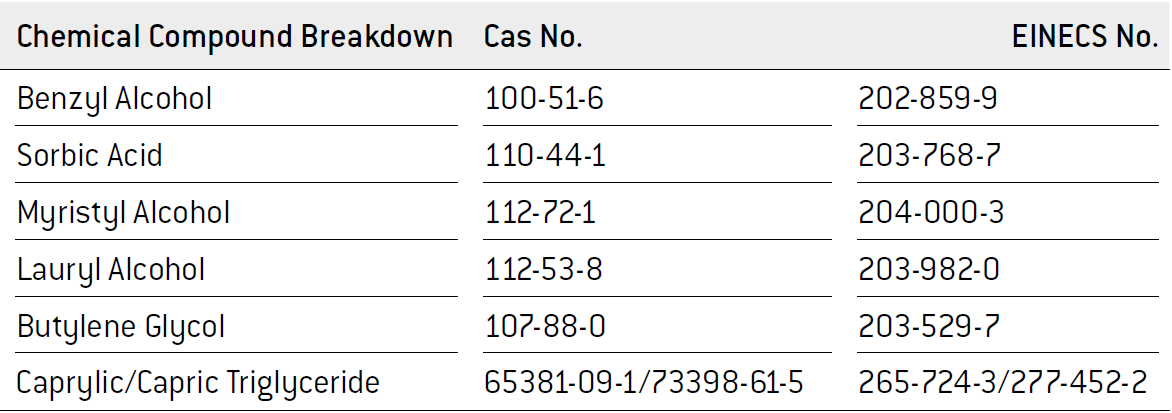 Chemical Compound Breakdown Cas No. EINECS No.
Benzyl Alcohol 100-51-6 202-859-9
Sorbic Acid 110-44-1 203-768-7
Myristyl Alcohol 112-72-1 204-000-3
Lauryl Alcohol 112-53-8 203-982-0
Butylene Glycol 107-88-0 203-529-7
Caprylic/Capric Triglyceride 65381-09-1/73398-61-5 265-724-3/277-452-2